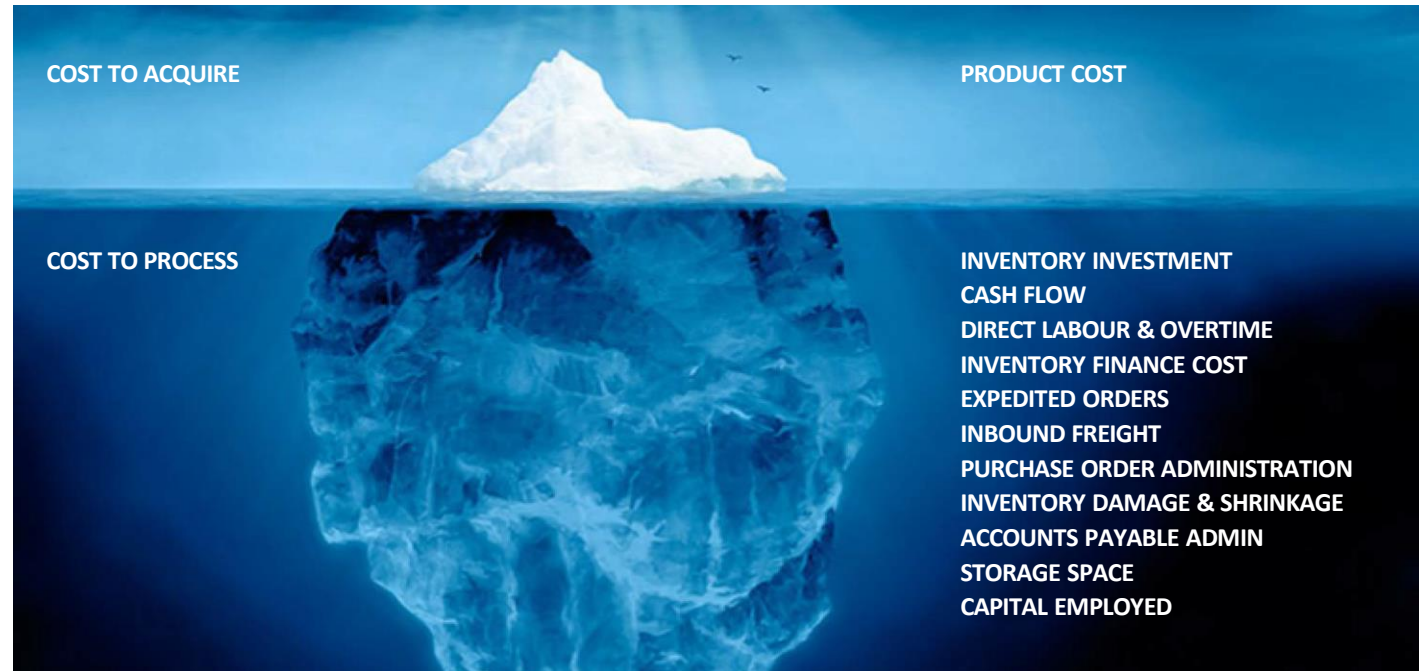 COST TO ACQUIRE
PRODUCT COST
COST TO PROCESS
INVENTORY INVESTMENT
CASH FLOW
DIRECT LABOUR & OVERTIME
INVENTORY FINANCE COST
EXPEDITED ORDERS
INBOUND FREIGHT
PURCHASE ORDER ADMINISTRATION
INVENTORY DAMAGE & SHRINKAGE
ACCOUNTS PAYABLE ADMIN
STORAGE SPACE
CAPITAL EMPLOYED